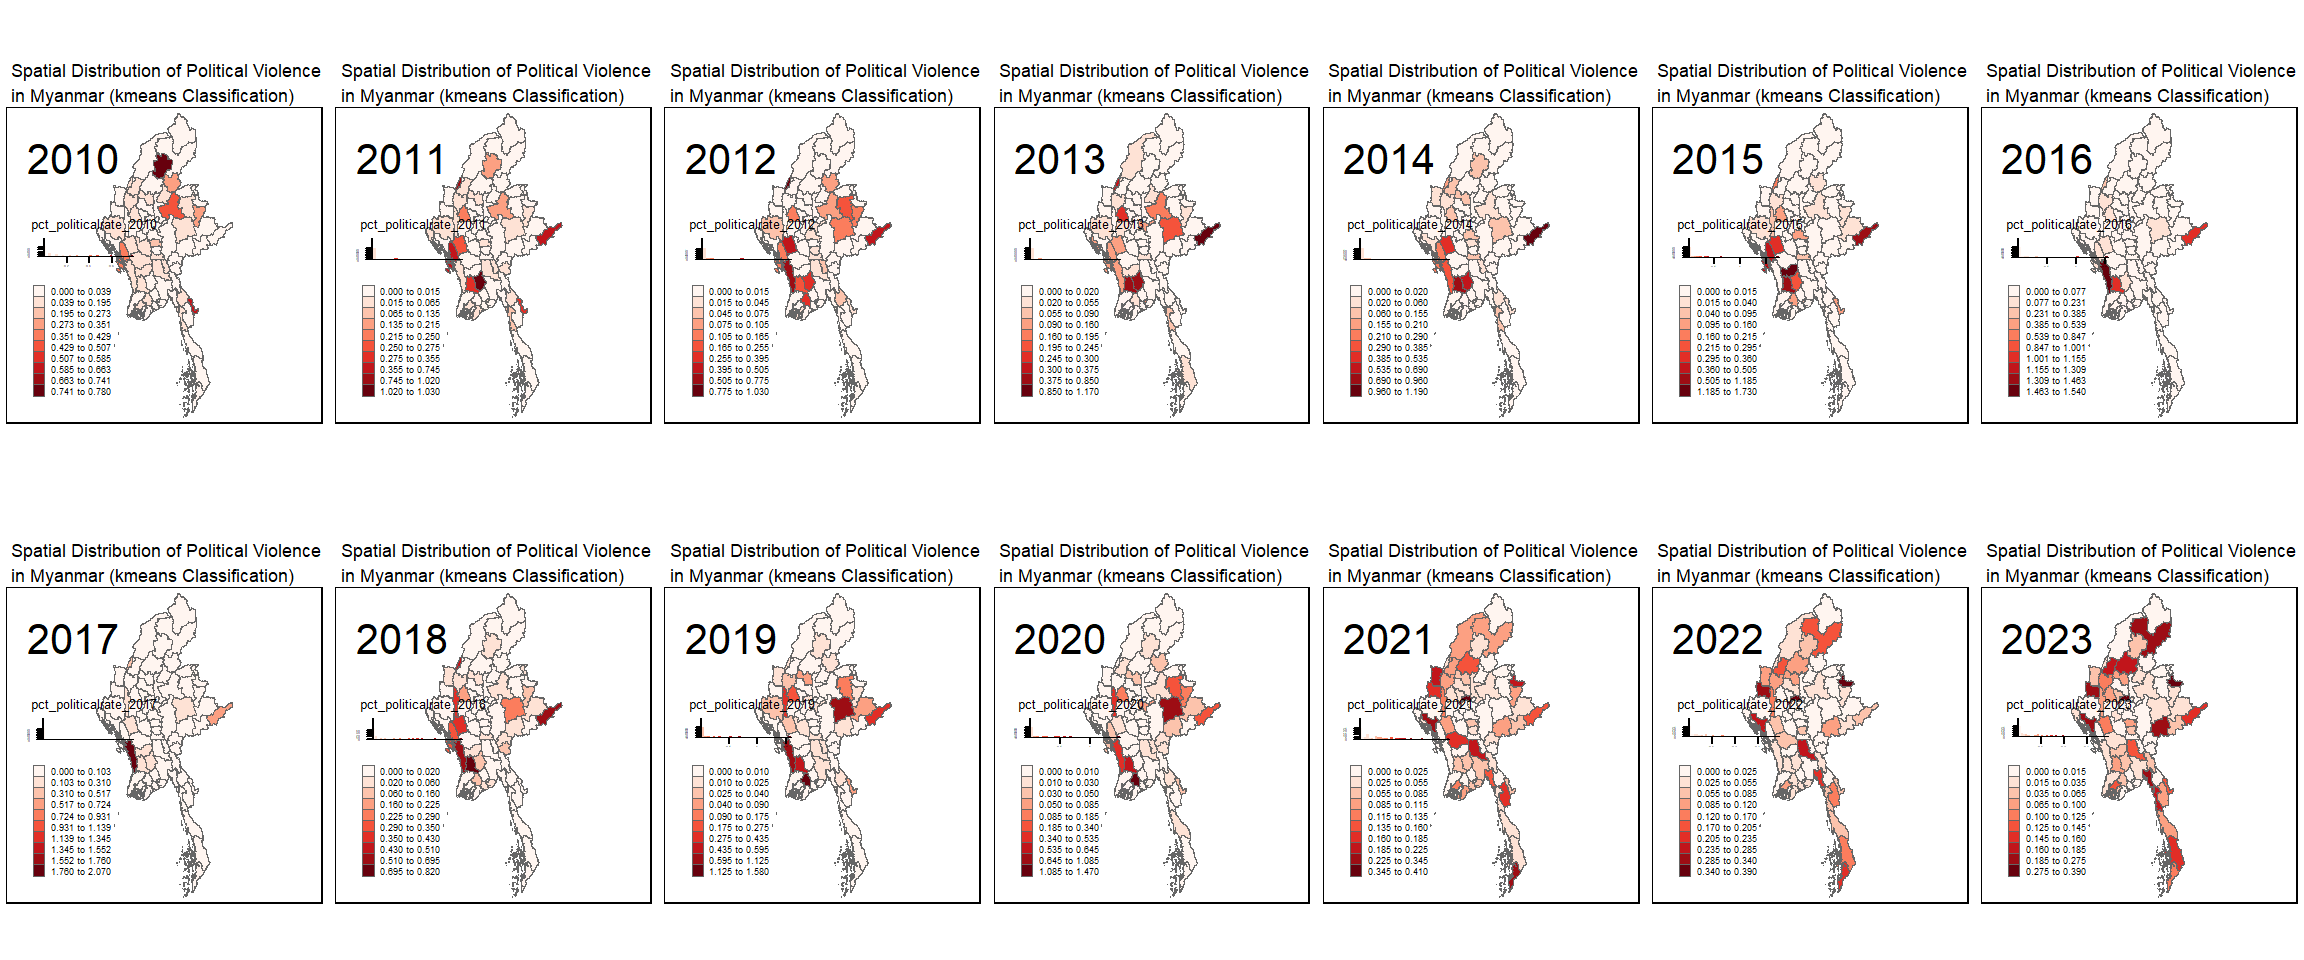 Spatial Distribution of Political Violence
in Myanmar (kmeans Classification)
2010
pct_politicalrate_2010
0.000 to 0.039
0.039 to 0.195
0.195 to 0.273
0.273 to 0.351
0.351 to 0.429
0.429 to 0.507
0.507 to 0.585
0.585 to 0.663
0.663 to 0.741
0.741 to 0.780
Spatial Distribution of Political Violence
in Myanmar (kmeans Classification)
2011
pct_politicalrate_2011
0.000 to 0.015
0.015 to 0.065
0.065 to 0.135
0.135 to 0.215
0.215 to 0.250
0.250 to 0.275
0.275 to 0.355
0.355 to 0.745
0.745 to 1.020
1.020 to 1.030
Spatial Distribution of Political Violence
in Myanmar (kmeans Classification)
2012
pct_politicalrate_2012
0.000 to 0.015
0.015 to 0.045
0.045 to 0.075
0.075 to 0.105
0.105 to 0.165
0.165 to 0.255
0.255 to 0.395
0.395 to 0.505
0.505 to 0.775
0.775 to 1.030
Spatial Distribution of Political Violence
in Myanmar (kmeans Classification)
2013
pct_politicalrate_2013
0.000 to 0.020
0.020 to 0.055
0.055 to 0.090
0.090 to 0.160
0.160 to 0.195
0.195 to 0.245
0.245 to 0.300
0.300 to 0.375
0.375 to 0.850
0.850 to 1.170
Spatial Distribution of Political Violence
in Myanmar (kmeans Classification)
2014
pct_politicalrate_2014
0.000 to 0.020
0.020 to 0.060
0.060 to 0.155
0.155 to 0.210
0.210 to 0.290
0.290 to 0.385
0.385 to 0.535
0.535 to 0.690
0.690 to 0.960
0.960 to 1.190
Spatial Distribution of Political Violence
in Myanmar (kmeans Classification)
2015
pct_politicalrate_2015
0.000 to 0.015
0.015 to 0.040
0.040 to 0.095
0.095 to 0.160
0.160 to 0.215
0.215 to 0.295
0.295 to 0.360
0.360 to 0.505
0.505 to 1.185
1.185 to 1.730
Spatial Distribution of Political Violence
in Myanmar (kmeans Classification)
2016
pct_politicalrate_2016
0.000 to 0.077
0.077 to 0.231
0.231 to 0.385
0.385 to 0.539
0.539 to 0.847
0.847 to 1.001
1.001 to 1.155
1.155 to 1.309
1.309 to 1.463
1.463 to 1.540
Spatial Distribution of Political Violence
in Myanmar (kmeans Classification)
2017
pct_politicalrate_2017
0.000 to 0.103
0.103 to 0.310
0.310 to 0.517
0.517 to 0.724
0.724 to 0.931
0.931 to 1.139
1.139 to 1.345
1.345 to 1.552
1.552 to 1.760
1.760 to 2.070
Spatial Distribution of Political Violence
in Myanmar (kmeans Classification)
2018
pct_politicalrate_2018
0.000 to 0.020
0.020 to 0.060
0.060 to 0.160
0.160 to 0.225
0.225 to 0.290
0.290 to 0.350
0.350 to 0.430
0.430 to 0.510
0.510 to 0.695
0.695 to 0.820
Spatial Distribution of Political Violence
in Myanmar (kmeans Classification)
2019
pct_politicalrate_2019
0.000 to 0.010
0.010 to 0.025
0.025 to 0.040
0.040 to 0.090
0.090 to 0.175
0.175 to 0.275
0.275 to 0.435
0.435 to 0.595
0.595 to 1.125
1.125 to 1.580
Spatial Distribution of Political Violence
in Myanmar (kmeans Classification)
2020
pct_politicalrate_2020
0.000 to 0.010
0.010 to 0.030
0.030 to 0.050
0.050 to 0.085
0.085 to 0.185
0.185 to 0.340
0.340 to 0.535
0.535 to 0.645
0.645 to 1.085
1.085 to 1.470
Spatial Distribution of Political Violence
in Myanmar (kmeans Classification)
2021
pct_politicalrate_2021
0.000 to 0.025
0.025 to 0.055
0.055 to 0.085
0.085 to 0.115
0.115 to 0.135
0.135 to 0.160
0.160 to 0.185
0.185 to 0.225
0.225 to 0.345
0.345 to 0.410
Spatial Distribution of Political Violence
in Myanmar (kmeans Classification)
2022
pct_politicalrate_2022
0.000 to 0.025
0.025 to 0.055
0.055 to 0.085
0.085 to 0.120
0.120 to 0.170
0.170 to 0.205
0.205 to 0.235
0.235 to 0.285
0.285 to 0.340
0.340 to 0.390
Spatial Distribution of Political Violence
in Myanmar (kmeans Classification)
2023
pct_politicalrate_2023
0.000 to 0.015
0.015 to 0.035
0.035 to 0.065
0.065 to 0.100
0.100 to 0.125
0.125 to 0.145
0.145 to 0.160
0.160 to 0.185
0.185 to 0.275
0.275 to 0.390